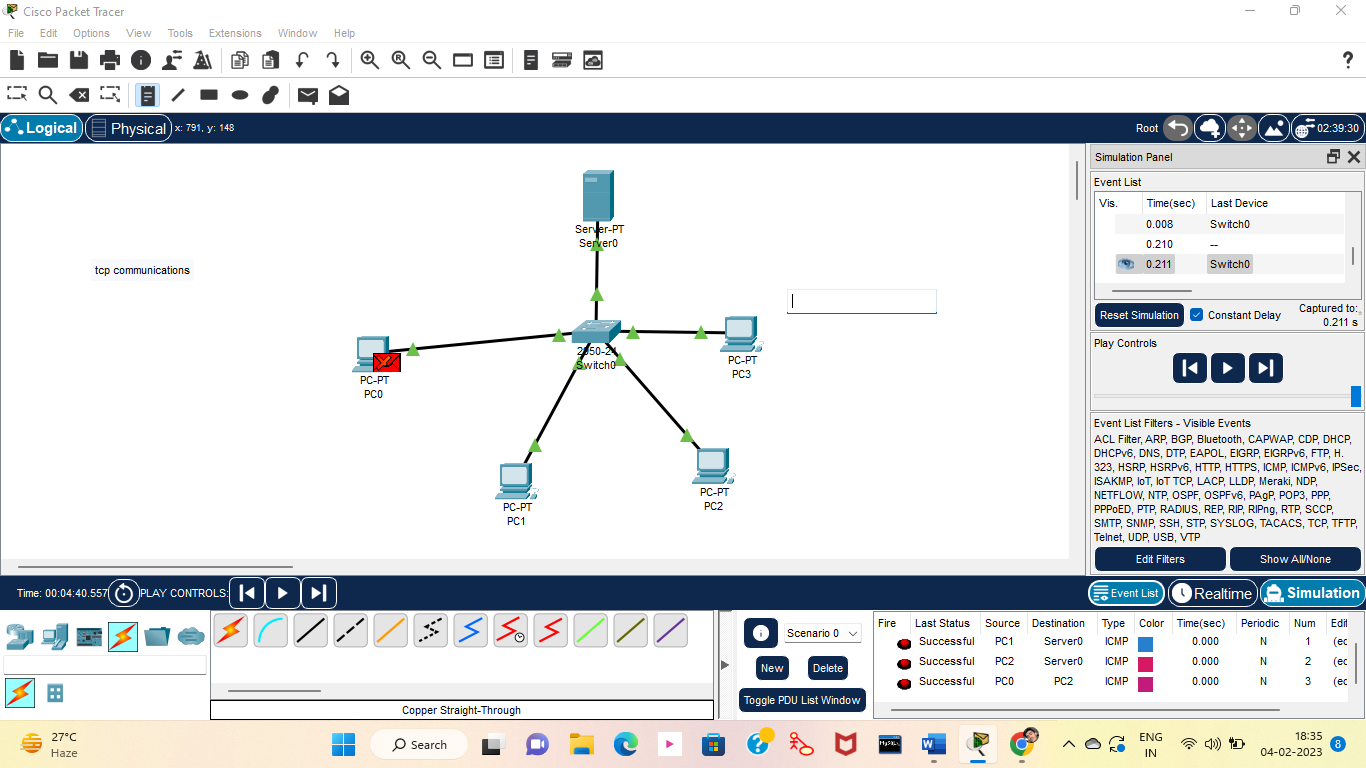 Cisco Packet Tracer
File Edit Options View Tools Extensions Window Help
Logical Physical x: 791, y: 148 Root 02:39:30
Server-PT
Server0
tcp communications
2950-24
Switch0
PC-PT
PC0
PC-PT
PC3
PC-PT
PC1
PC-PT
PC2
Simulation Panel
Event List
Vis. Time(sec) Last Device
0.008 Switch0
0.210 --
0.211 Switch0
Reset Simulation Constant Delay Captured to:
0.211 s
Play Controls
Event List Filters - Visible Events
ACL Filter, ARP, BGP, Bluetooth, CAPWAP, CDP, DHCP,
DHCPv6, DNS, DTP, EAPOL, EIGRP, EIGRPv6, FTP, H.
323, HSRP, HSRPv6, HTTP, HTTPS, ICMP, ICMPv6, IPSec,
ISAKMP, IoT, IoT TCP, LACP, LLDP, Meraki, NDP,
NETFLOW, NTP, OSPF, OSPFv6, PAgP, POP3, PPP,
PPPoED, PTP, RADIUS, REP, RIP, RIPng, RTP, SCCP,
SMTP, SNMP, SSH, STP, SYSLOG, TACACS, TCP, TFTP,
Telnet, UDP, USB, VTP
Edit Filters Show All/None
Time: 00:04:40.557 PLAY CONTROLS: Event List Realtime Simulation
Copper Straight-Through
Scenario 0
New Delete
Toggle PDU List Window
Fire Last Status Source Destination Type Color Time(sec) Periodic Num Edit
Successful PC1 Server0 ICMP 0.000 N 1 (ec
Successful PC2 Server0 ICMP 0.000 N 2 (ec
Successful PC0 PC2 ICMP 0.000 N 3 (ec
27°C
Haze
Search
MySQL
ENG
IN
18:35
04-02-2023
8